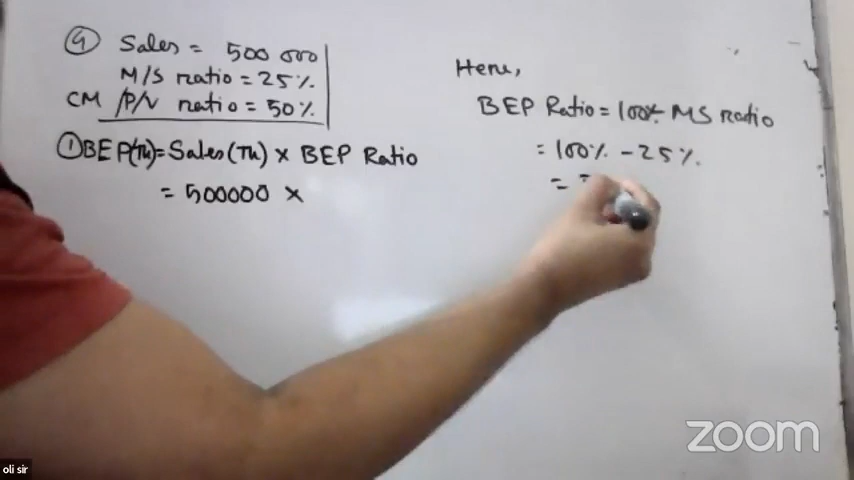 ④ Sales = 500 000
M/S ratio = 25%
CM /P/V ratio = 50%
① BEP(Tk)= Sales(Tk) × BEP Ratio
= 500000 ×
Here,
BEP Ratio = 100% - MS ratio
= 100% - 25%
=
zoom
oli sir